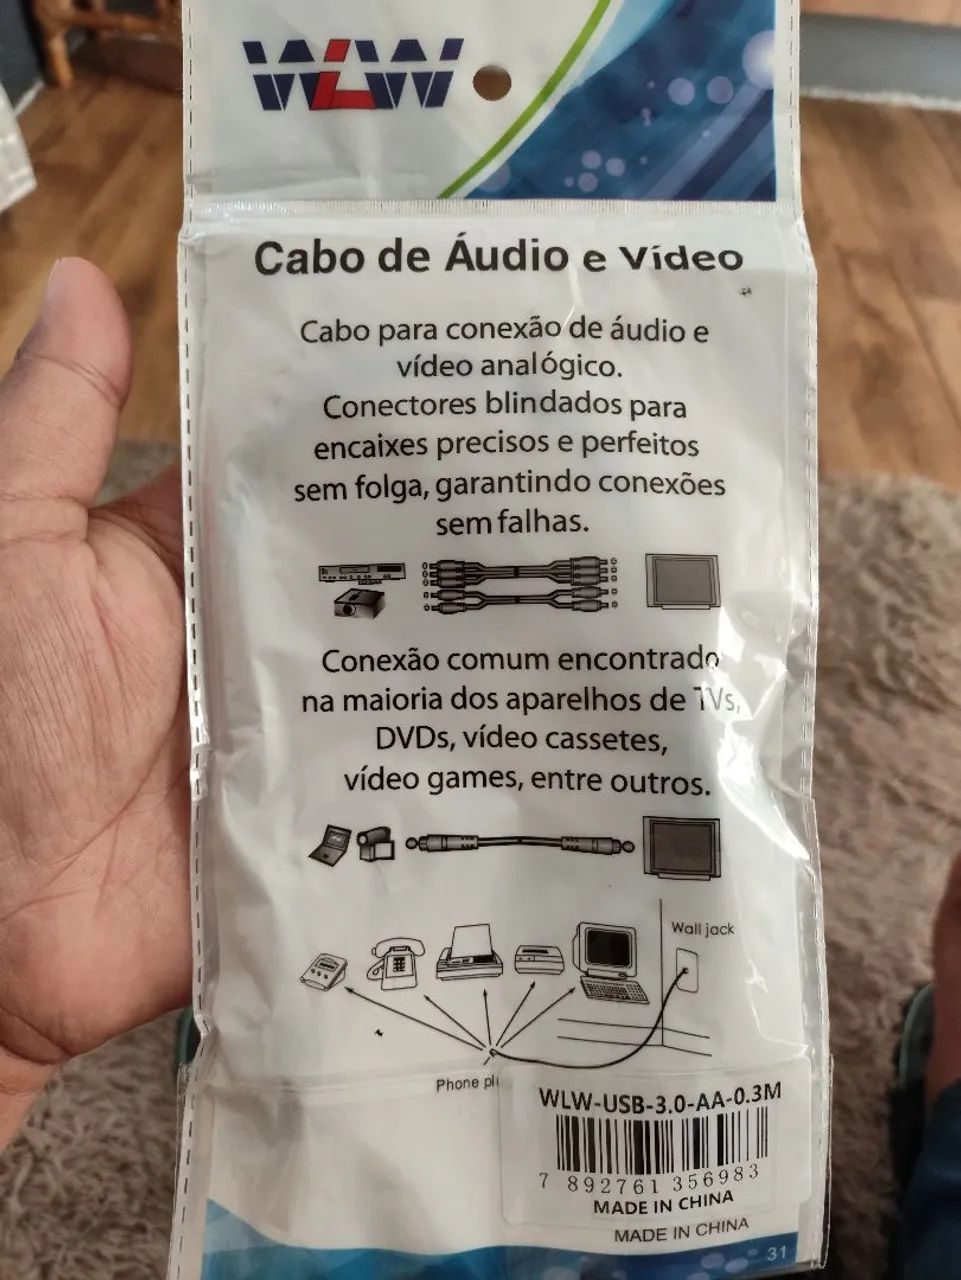 WLW
Cabo de Áudio e Vídeo
Cabo para conexão de áudio e
vídeo analógico.
Conectores blindados para
encaixes precisos e perfeitos
sem folga, garantindo conexões
sem falhas.
Conexão comum encontrado
na maioria dos aparelhos de TVs,
DVDs, vídeo cassetes,
vídeo games, entre outros.
Wall jack
Phone pl
WLW-USB-3.0-AA-0.3M
7 892761 356983
MADE IN CHINA
MADE IN CHINA
31